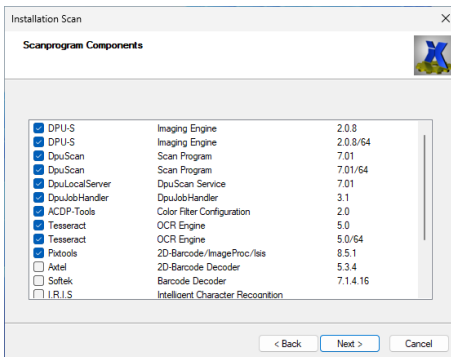 Installation Scan
Scanprogram Components
DPU-S Imaging Engine 2.0.8
DPU-S Imaging Engine 2.0.8/64
DpuScan Scan Program 7.01
DpuScan Scan Program 7.01/64
DpuLocalServer DpuScan Service 7.01
DpuJobHandler DpuJobHandler 3.1
ACDP-Tools Color Filter Configuration 2.0
Tesseract OCR Engine 5.0
Tesseract OCR Engine 5.0/64
Pixtools 2D-Barcode/ImageProc/Isis 8.5.1
Axtel 2D-Barcode Decoder 5.3.4
Softek Barcode Decoder 7.1.4.16
I.R.I.S Intelligent Character Recognition
< Back Next > Cancel